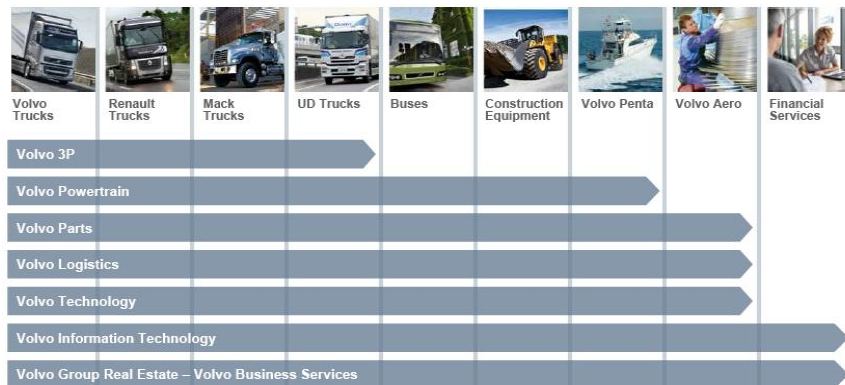 Volvo
Trucks
Renault
Trucks
Mack
Trucks
UD Trucks
Buses
Construction
Equipment
Volvo Penta
Volvo Aero
Financial
Services
Volvo 3P
Volvo Powertrain
Volvo Parts
Volvo Logistics
Volvo Technology
Volvo Information Technology
Volvo Group Real Estate – Volvo Business Services